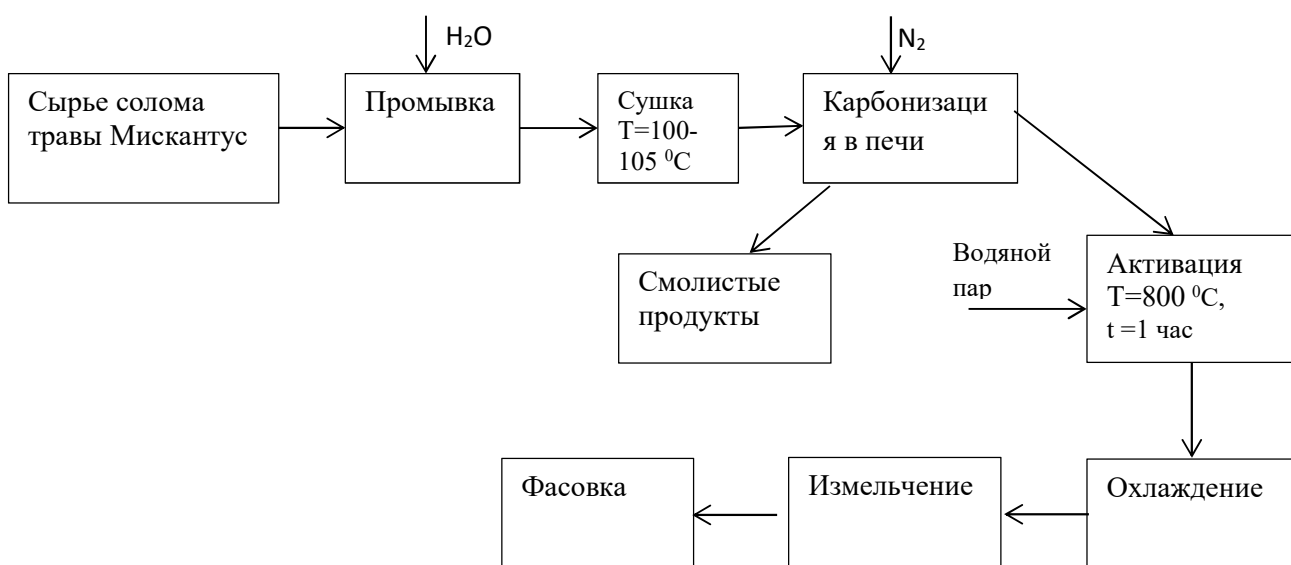 H₂O
N₂
Сырье солома
травы Мискантус
Промывка
Сушка
T=100-
105 ⁰C
Карбонизаци
я в печи
Смолистые
продукты
Водяной
пар
Активация
T=800 ⁰C,
t =1 час
Фасовка
Измельчение
Охлаждение